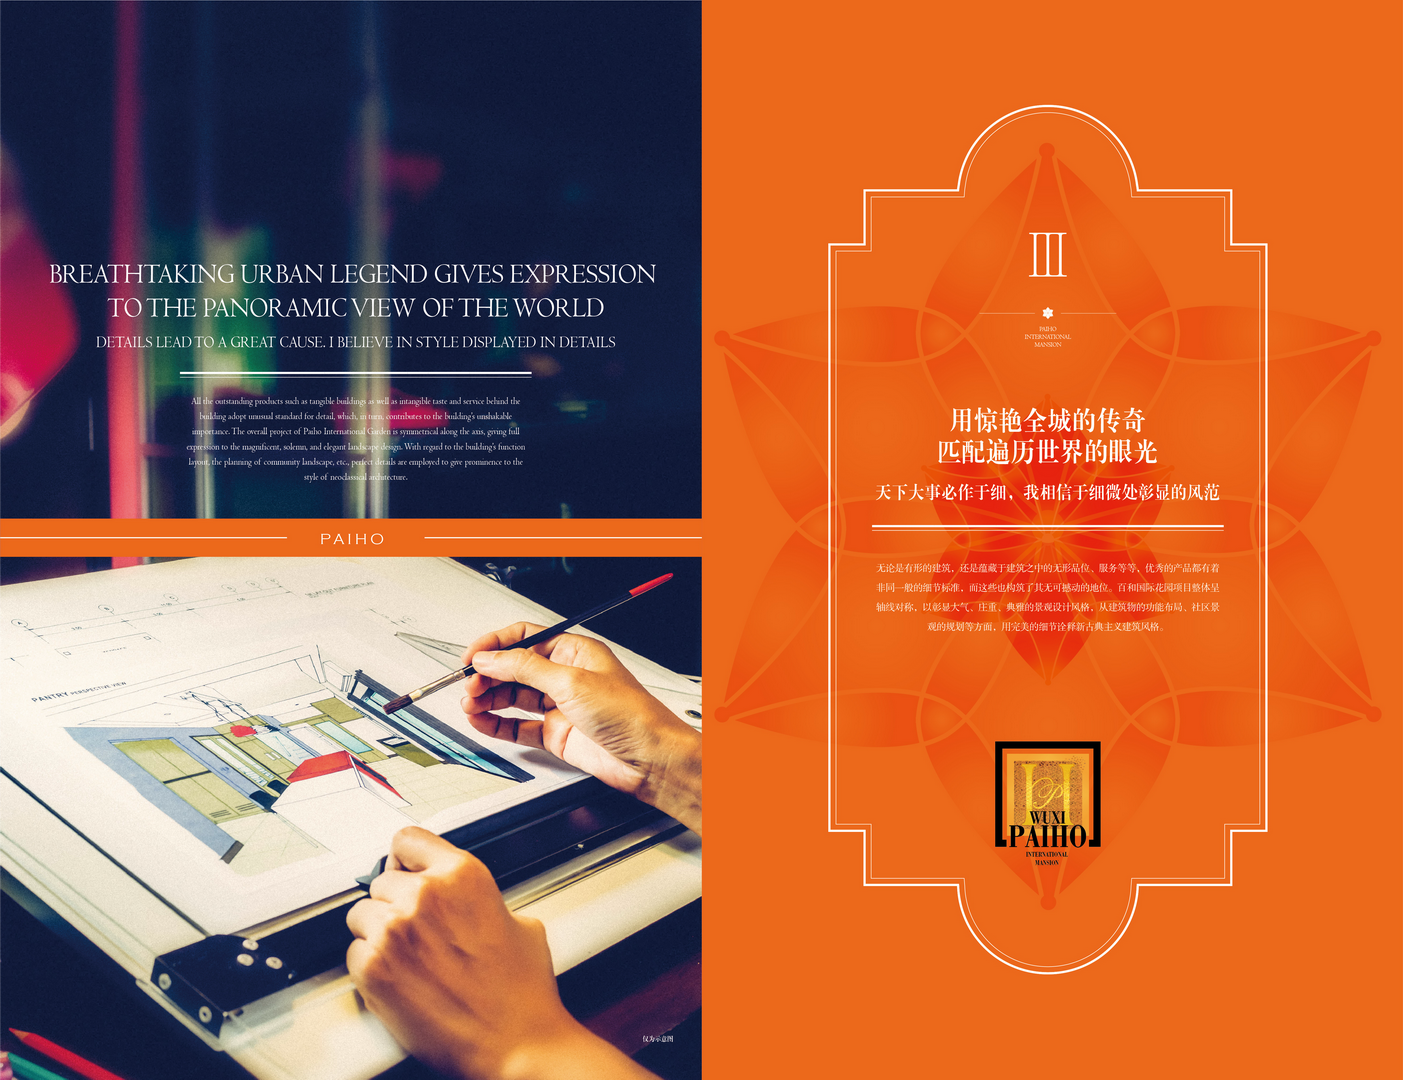 BREATHTAKING URBAN LEGEND GIVES EXPRESSION
TO THE PANORAMIC VIEW OF THE WORLD
DETAILS LEAD TO A GREAT CAUSE. I BELIEVE IN STYLE DISPLAYED IN DETAILS
All the outstanding products such as tangible buildings as well as intangible taste and service behind the
building adopt unusual standard for detail, which, in turn, contributes to the building's unshakable
importance. The overall project of Paiho International Garden is symmetrical along the axis, giving full
expression to the magnificent, solemn, and elegant landscape design. With regard to the building's function
layout, the planning of community landscape, etc., perfect details are employed to give prominence to the
style of neoclassical architecture.
PAIHO
PANTRY PERSPECTIVE VIEW
仅为示意图
III
PAIHO
INTERNATIONAL
MANSION
用惊艳全城的传奇
匹配遍历世界的眼光
天下大事必作于细，我相信于细微处彰显的风范
无论是有形的建筑，还是蕴藏于建筑之中的无形品位、服务等等，优秀的产品都有着
非同一般的细节标准，而这些也构筑了其无可撼动的地位。百和国际花园项目整体呈
轴线对称，以彰显大气、庄重、典雅的景观设计风格，从建筑物的功能布局、社区景
观的规划等方面，用完美的细节诠释新古典主义建筑风格。
H
P
WUXI
PAIHO
INTERNATIONAL
MANSION